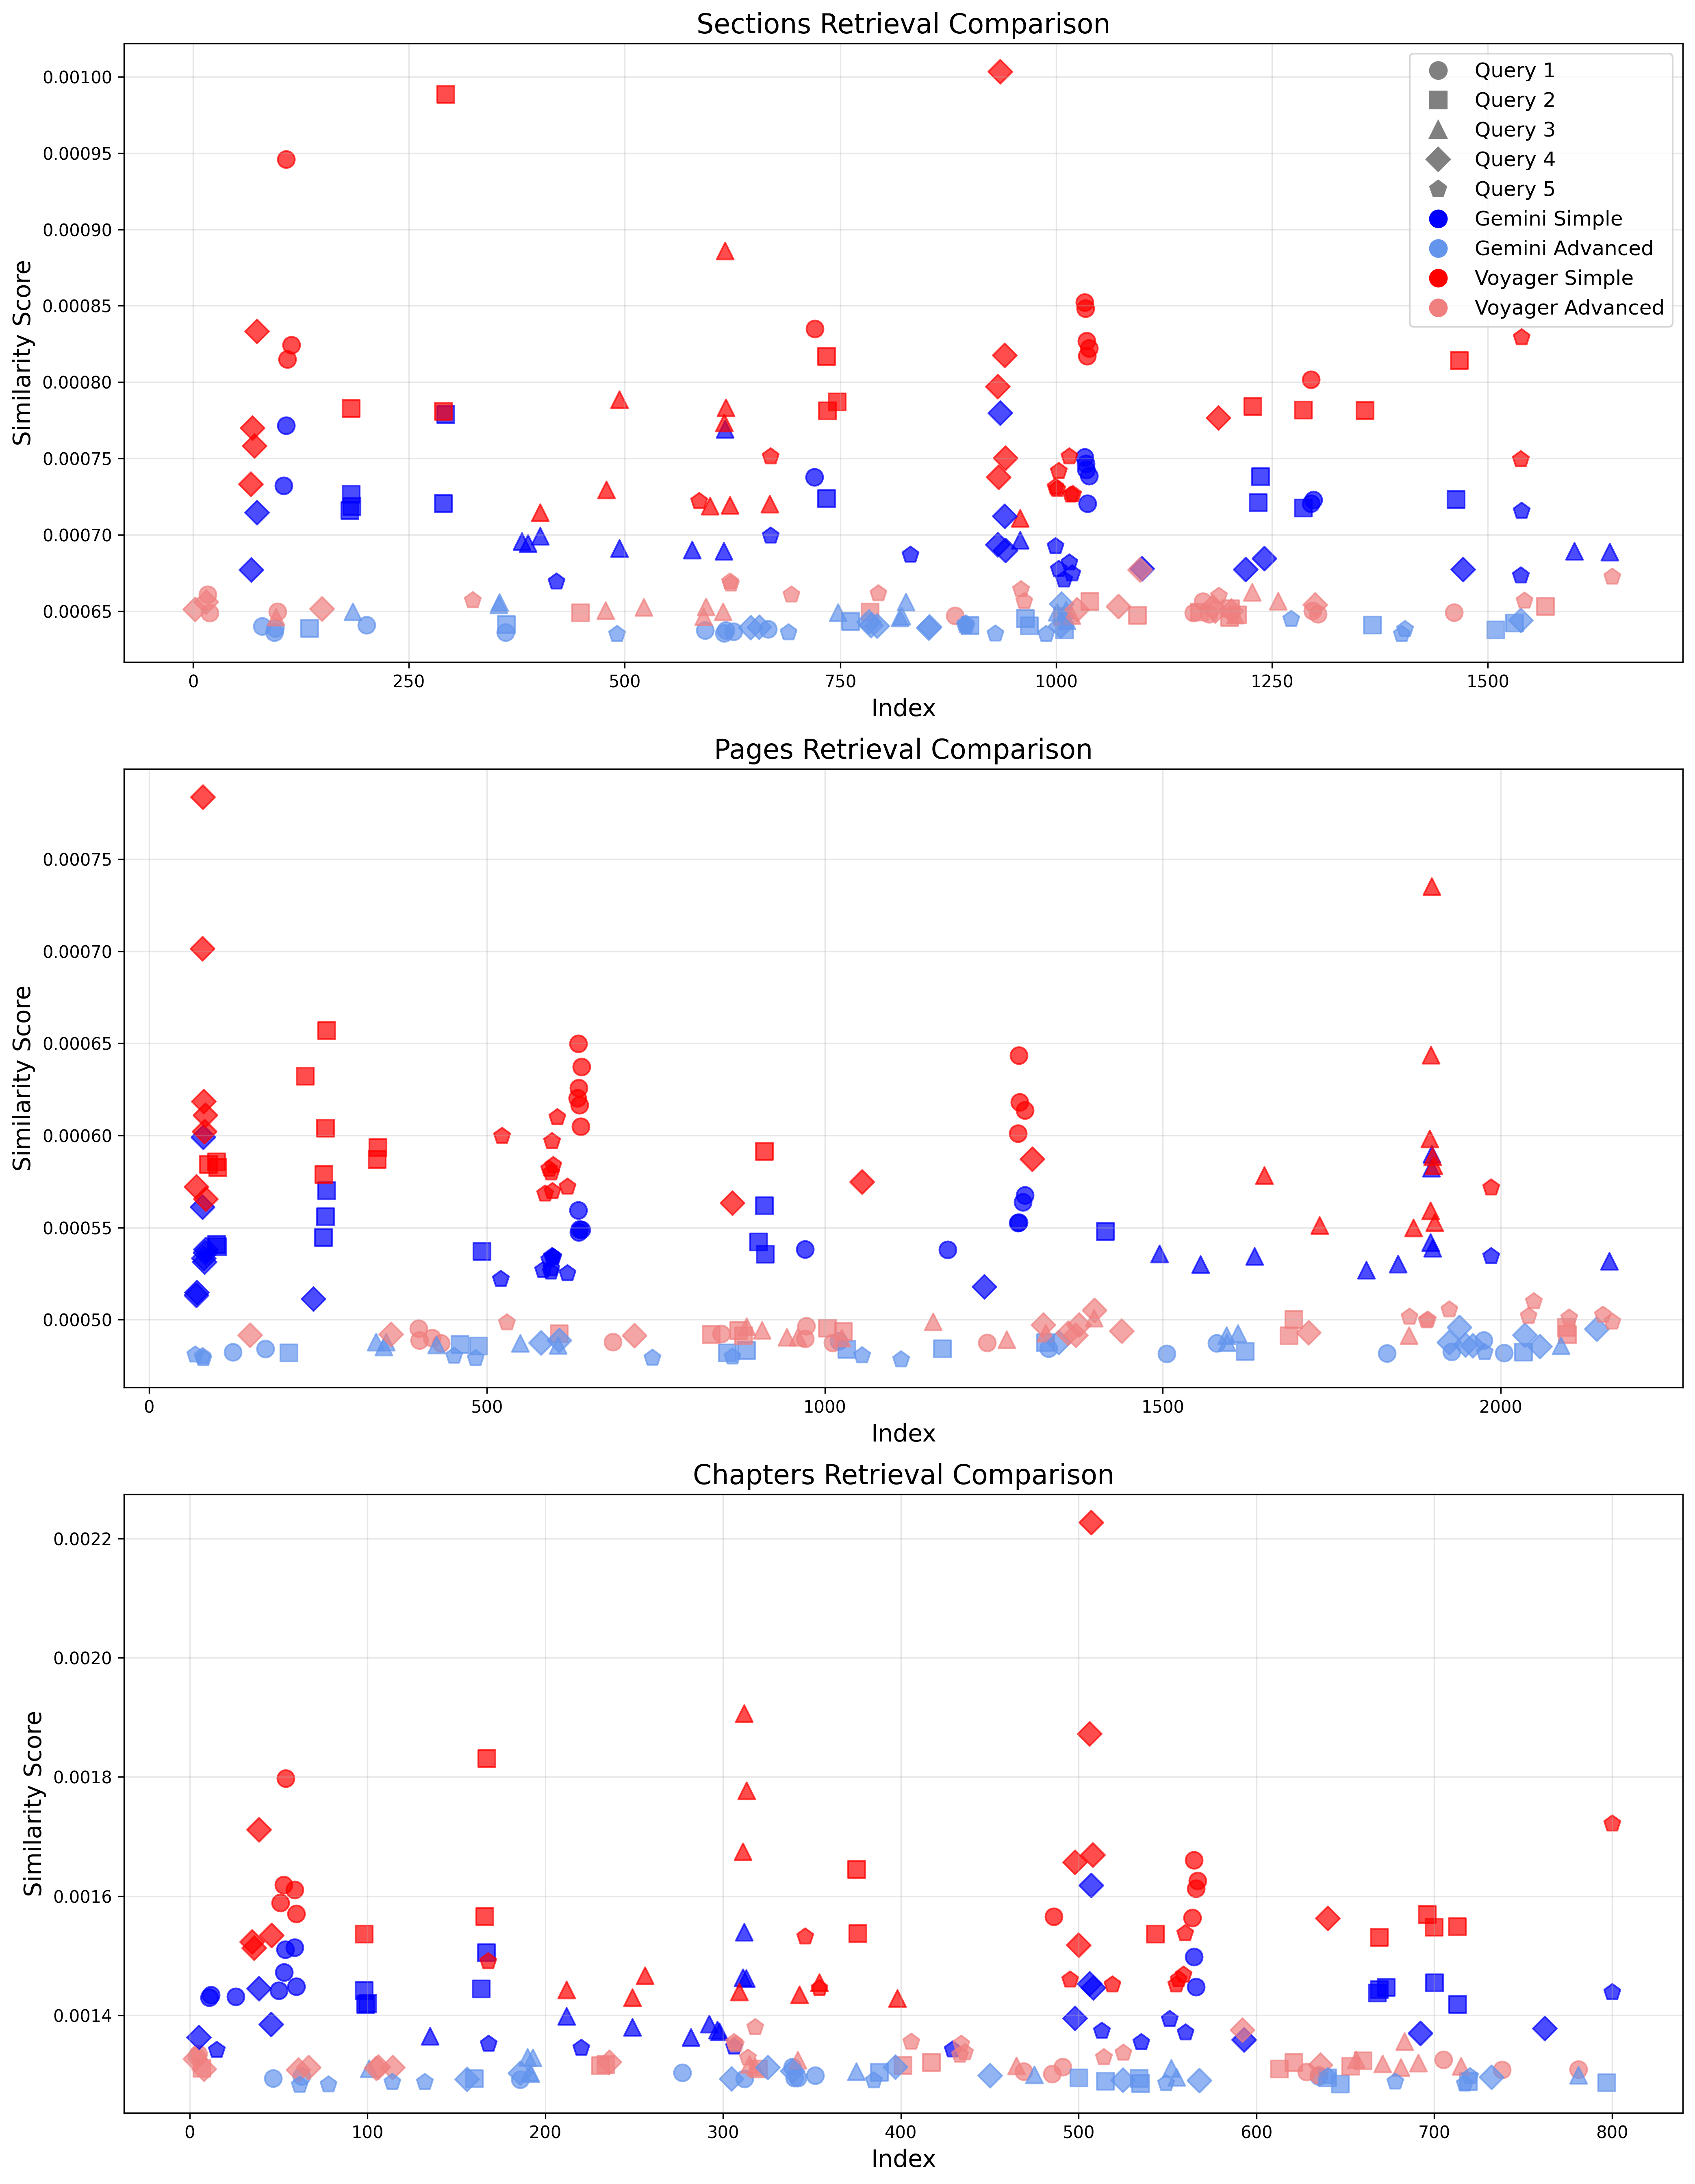 Sections Retrieval Comparison
Similarity Score
0.00100
0.00095
0.00090
0.00085
0.00080
0.00075
0.00070
0.00065
Query 1
Query 2
Query 3
Query 4
Query 5
Gemini Simple
Gemini Advanced
Voyager Simple
Voyager Advanced
0 250 500 750 1000 1250 1500
Index
Pages Retrieval Comparison
Similarity Score
0.00075
0.00070
0.00065
0.00060
0.00055
0.00050
0 500 1000 1500 2000
Index
Chapters Retrieval Comparison
Similarity Score
0.0022
0.0020
0.0018
0.0016
0.0014
0 100 200 300 400 500 600 700 800
Index